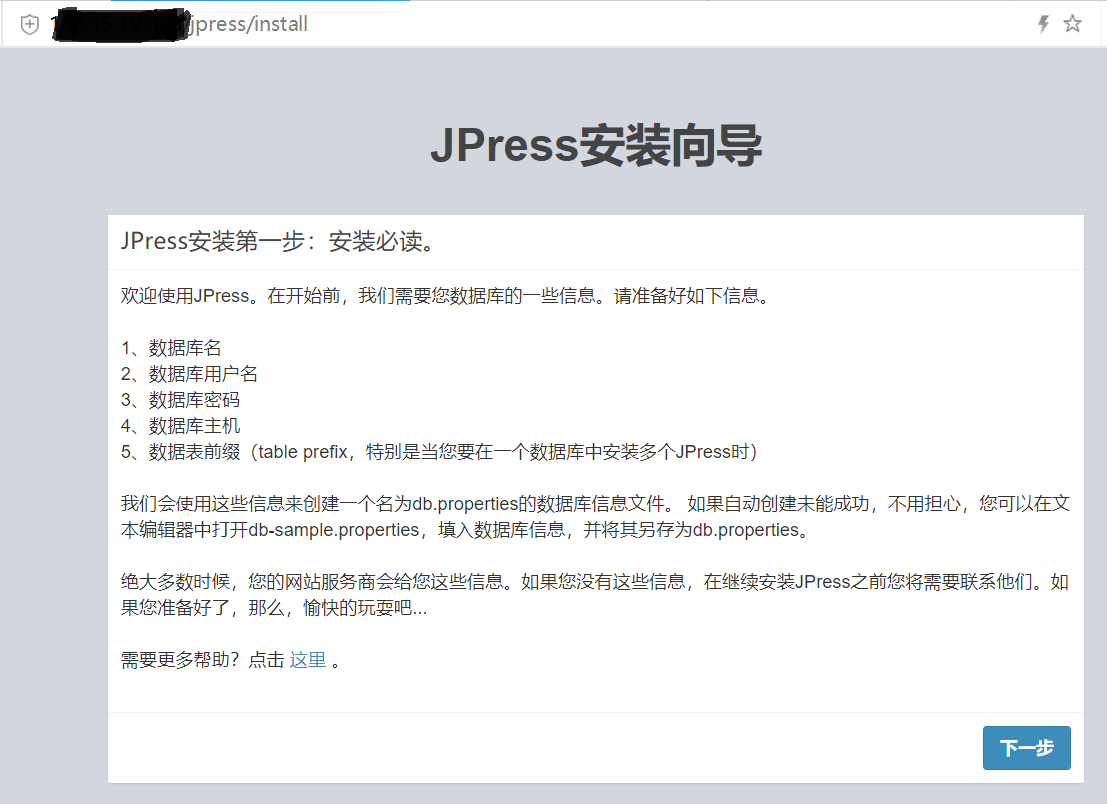 jpress/install
JPress安装向导
JPress安装第一步：安装必读。
欢迎使用JPress。在开始前，我们需要您数据库的一些信息。请准备好如下信息。
1、数据库名
2、数据库用户名
3、数据库密码
4、数据库主机
5、数据表前缀（table prefix，特别是当您要在一个数据库中安装多个JPress时）
我们会使用这些信息来创建一个名为db.properties的数据库信息文件。 如果自动创建未能成功，不用担心，您可以在文
本编辑器中打开db-sample.properties，填入数据库信息，并将其另存为db.properties。
绝大多数时候，您的网站服务商会给您这些信息。如果您没有这些信息，在继续安装JPress之前您将需要联系他们。如
果您准备好了，那么，愉快的玩耍吧...
需要更多帮助？点击 这里 。
下一步